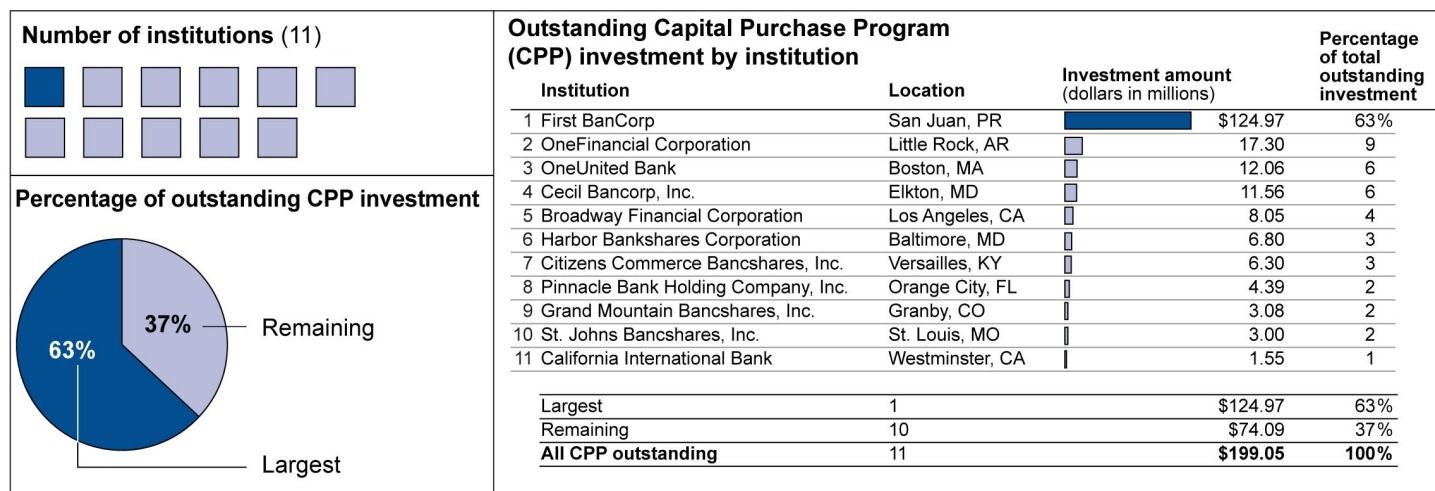 Number of institutions (11)
Percentage of outstanding CPP investment
37%
Remaining
63%
Largest
Outstanding Capital Purchase Program
(CPP) investment by institution
Institution Location Investment amount (dollars in millions) Percentage of total outstanding investment
1 First BanCorp San Juan, PR $124.97 63%
2 OneFinancial Corporation Little Rock, AR 17.30 9
3 OneUnited Bank Boston, MA 12.06 6
4 Cecil Bancorp, Inc. Elkton, MD 11.56 6
5 Broadway Financial Corporation Los Angeles, CA 8.05 4
6 Harbor Bankshares Corporation Baltimore, MD 6.80 3
7 Citizens Commerce Bancshares, Inc. Versailles, KY 6.30 3
8 Pinnacle Bank Holding Company, Inc. Orange City, FL 4.39 2
9 Grand Mountain Bancshares, Inc. Granby, CO 3.08 2
10 St. Johns Bancshares, Inc. St. Louis, MO 3.00 2
11 California International Bank Westminster, CA 1.55 1
Largest 1 $124.97 63%
Remaining 10 $74.09 37%
All CPP outstanding 11 $199.05 100%